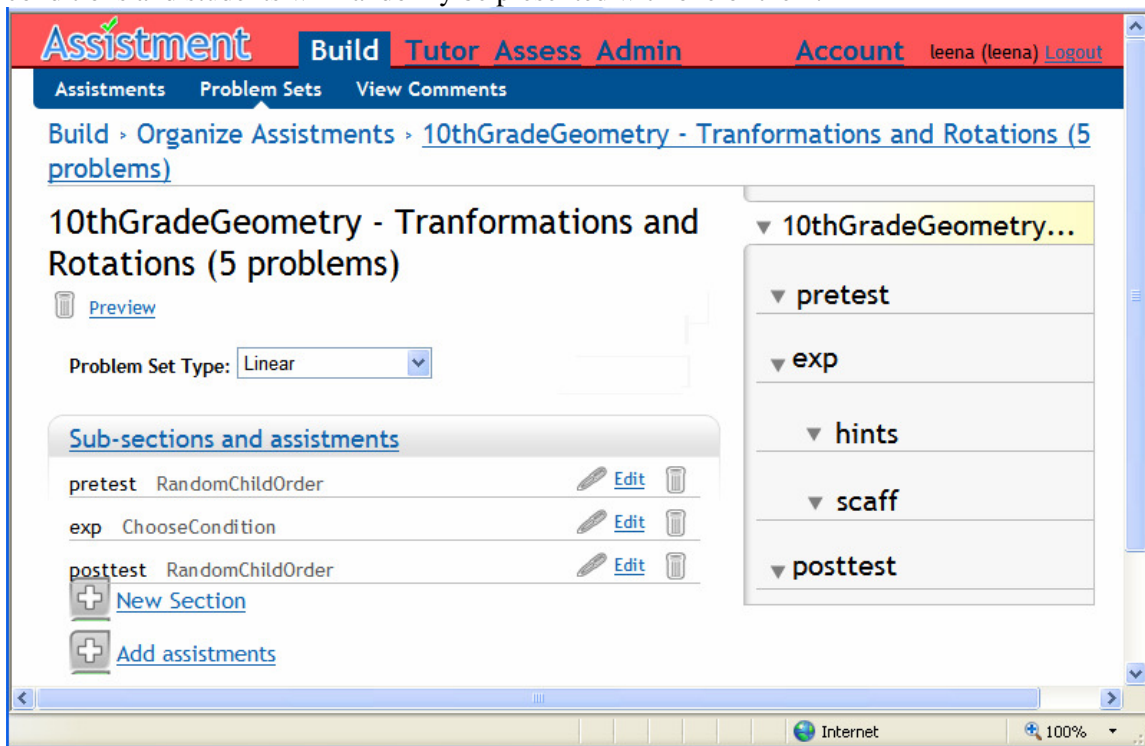 Assistment Build Tutor Assess Admin Account leena (leena) Logout
Assistments Problem Sets View Comments
Build › Organize Assistments › 10thGradeGeometry - Tranformations and Rotations (5
problems)
10thGradeGeometry - Tranformations and
Rotations (5 problems)
Preview
Problem Set Type: Linear
Sub-sections and assistments
pretest RandomChildOrder Edit
exp ChooseCondition Edit
posttest RandomChildOrder Edit
New Section
Add assistments
10thGradeGeometry...
pretest
exp
hints
scaff
posttest
Internet 100%